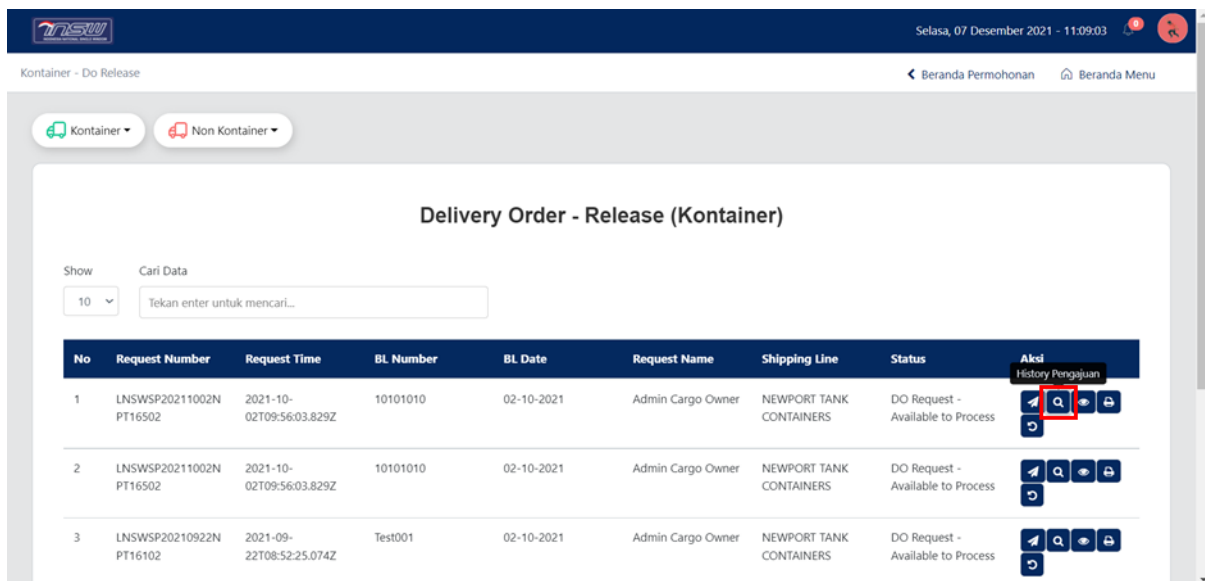 INSW
Selasa, 07 Desember 2021 - 11:09:03
0
Kontainer - Do Release
Beranda Permohonan
Beranda Menu
Kontainer
Non Kontainer
Delivery Order - Release (Kontainer)
Show
Cari Data
10
Tekan enter untuk mencari...
No Request Number Request Time BL Number BL Date Request Name Shipping Line Status Aksi
History Pengajuan
1 LNSWSP20211002N 2021-10- 10101010 02-10-2021 Admin Cargo Owner NEWPORT TANK DO Request -
PT16502 02T09:56:03.829Z CONTAINERS Available to Process
2 LNSWSP20211002N 2021-10- 10101010 02-10-2021 Admin Cargo Owner NEWPORT TANK DO Request -
PT16502 02T09:56:03.829Z CONTAINERS Available to Process
3 LNSWSP20210922N 2021-09- Test001 02-10-2021 Admin Cargo Owner NEWPORT TANK DO Request -
PT16102 22T08:52:25.074Z CONTAINERS Available to Process